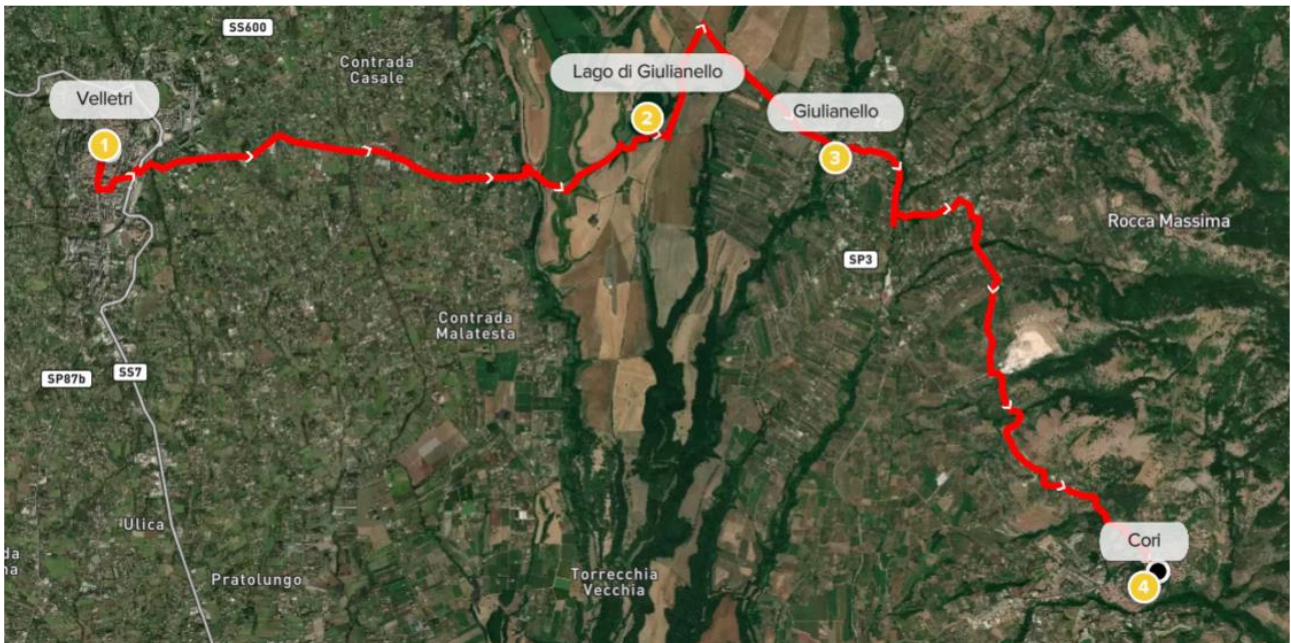 SS600
Contrada
Casale
Velletri
1
Lago di Giulianello
2
Giulianello
3
Rocca Massima
SP3
Contrada
Malatesta
SP87b
SS7
Ulica
Pratolungo
Torrecchia
Vecchia
Cori
4
da